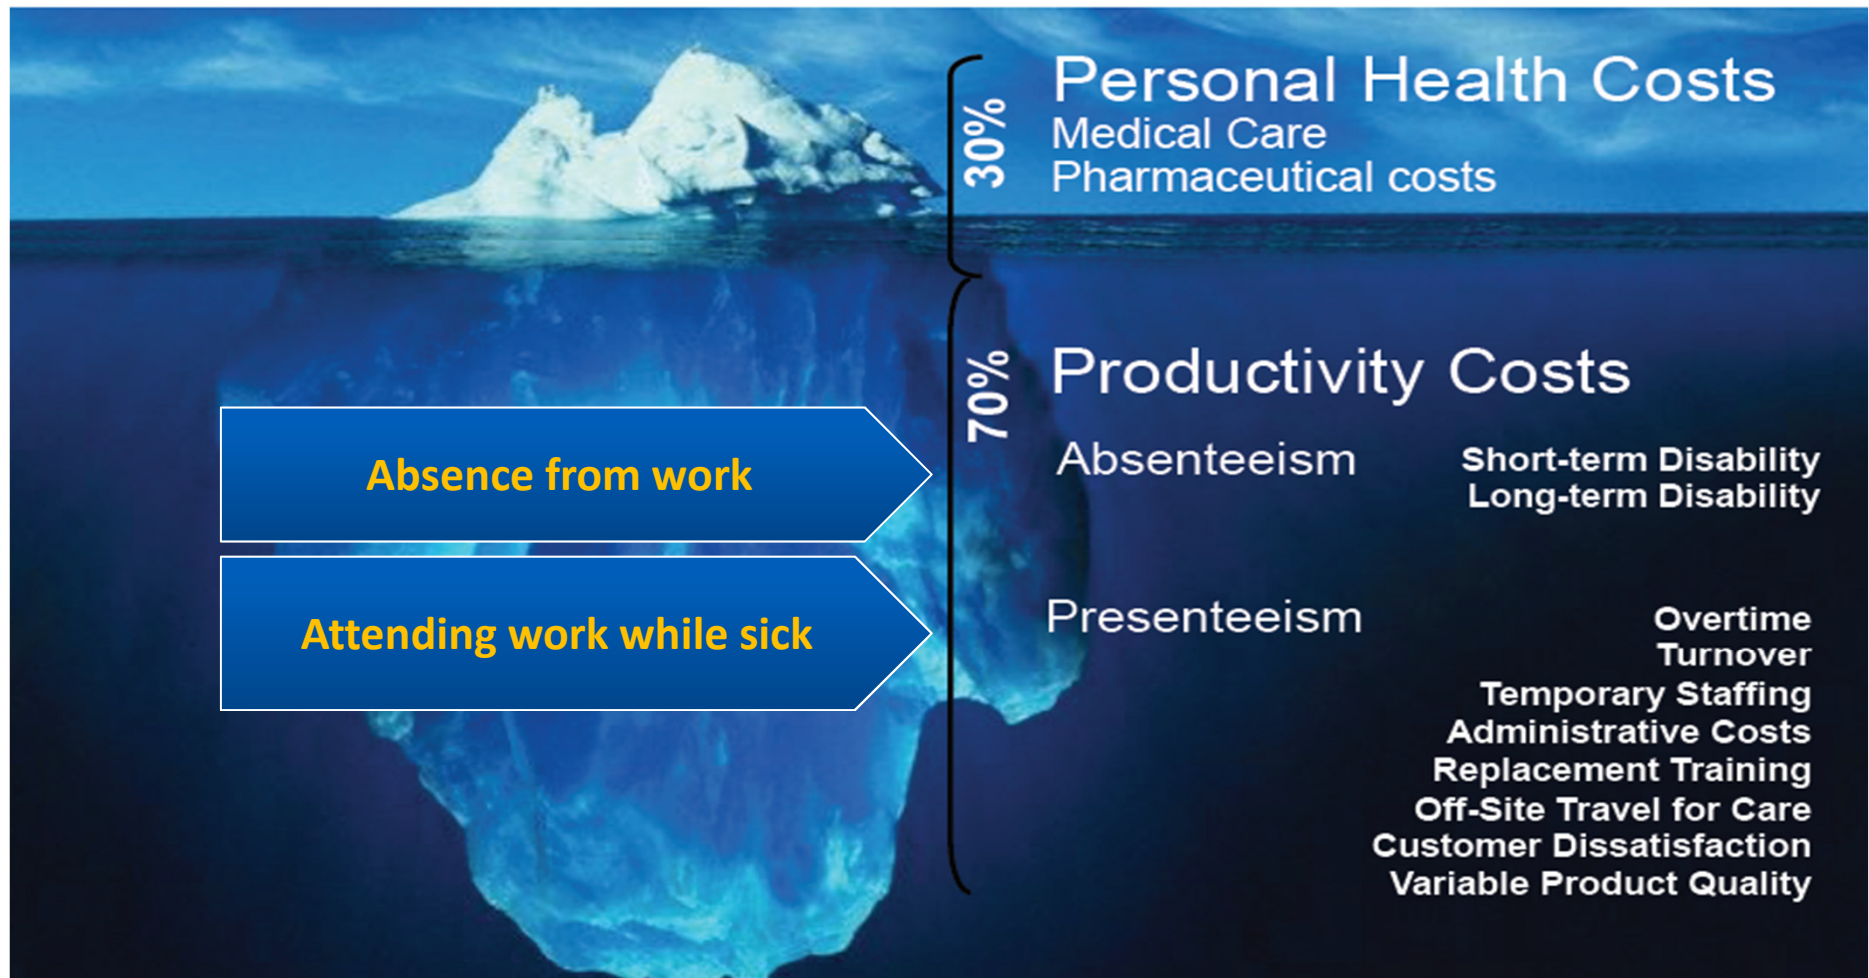 30%
Personal Health Costs
Medical Care
Pharmaceutical costs
70%
Productivity Costs
Absence from work
Absenteeism
Short-term Disability
Long-term Disability
Attending work while sick
Presenteeism
Overtime
Turnover
Temporary Staffing
Administrative Costs
Replacement Training
Off-Site Travel for Care
Customer Dissatisfaction
Variable Product Quality